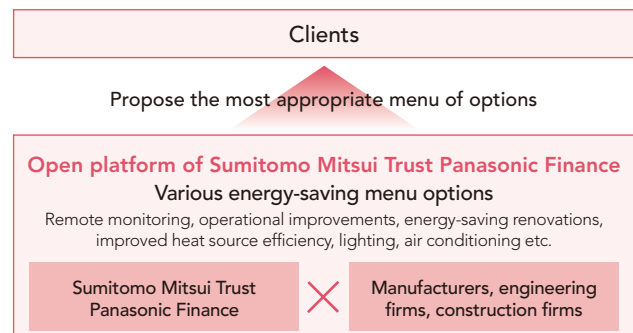 Clients
Propose the most appropriate menu of options
Open platform of Sumitomo Mitsui Trust Panasonic Finance
Various energy-saving menu options
Remote monitoring, operational improvements, energy-saving renovations,
improved heat source efficiency, lighting, air conditioning etc.
Sumitomo Mitsui Trust
Panasonic Finance
Manufacturers, engineering
firms, construction firms